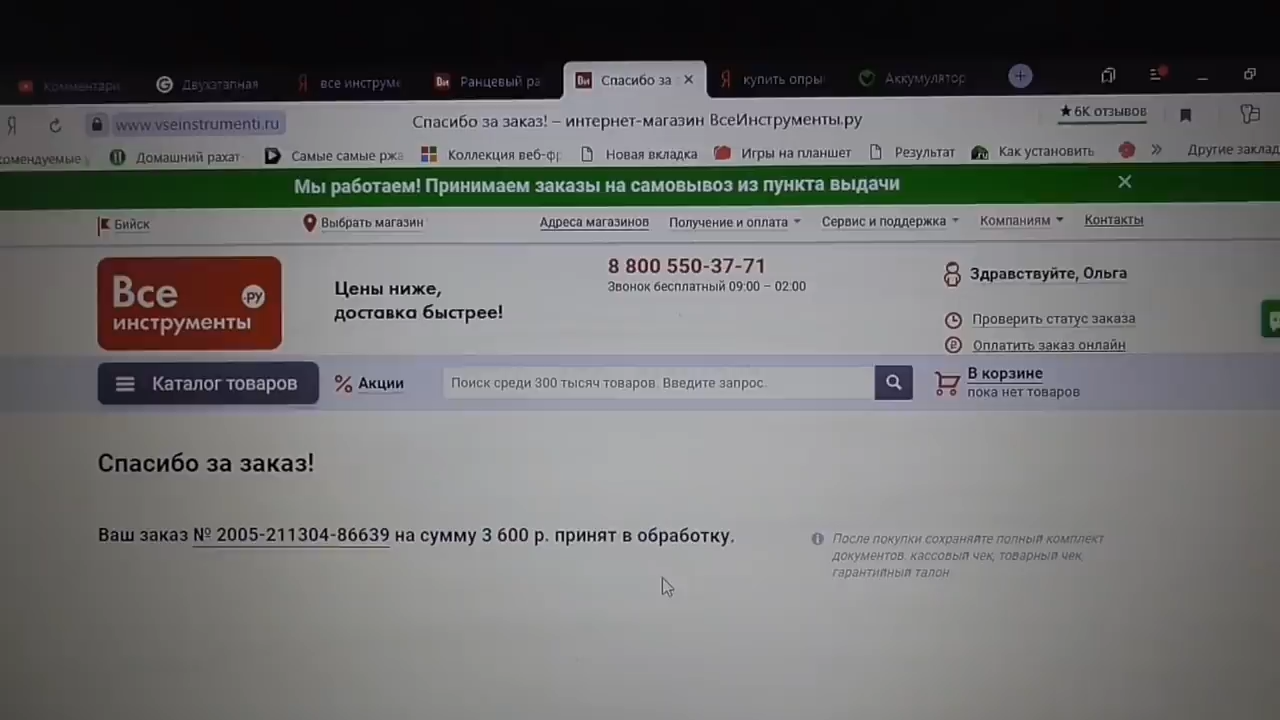 Комментари
Двухэтапная
все инструме
Ранцевый ра
Спасибо за
купить опры
Аккумулятор
www.vseinstrumenti.ru
Спасибо за заказ! – интернет-магазин ВсеИнструменты.ру
★6K отзывов
комендуемые
Домашний рахат
Самые самые ржа
Коллекция веб-фр
Новая вкладка
Игры на планшет
Результат
Как установить
Другие заклад
Мы работаем! Принимаем заказы на самовывоз из пункта выдачи
Бийск
Выбрать магазин
Адреса магазинов
Получение и оплата
Сервис и поддержка
Компаниям
Контакты
Все
.ру
инструменты
Цены ниже,
доставка быстрее!
8 800 550-37-71
Звонок бесплатный 09:00 – 02:00
Здравствуйте, Ольга
Проверить статус заказа
Оплатить заказ онлайн
Каталог товаров
% Акции
Поиск среди 300 тысяч товаров. Введите запрос.
В корзине
пока нет товаров
Спасибо за заказ!
Ваш заказ № 2005-211304-86639 на сумму 3 600 р. принят в обработку.
После покупки сохраняйте полный комплект
документов: кассовый чек, товарный чек,
гарантийный талон